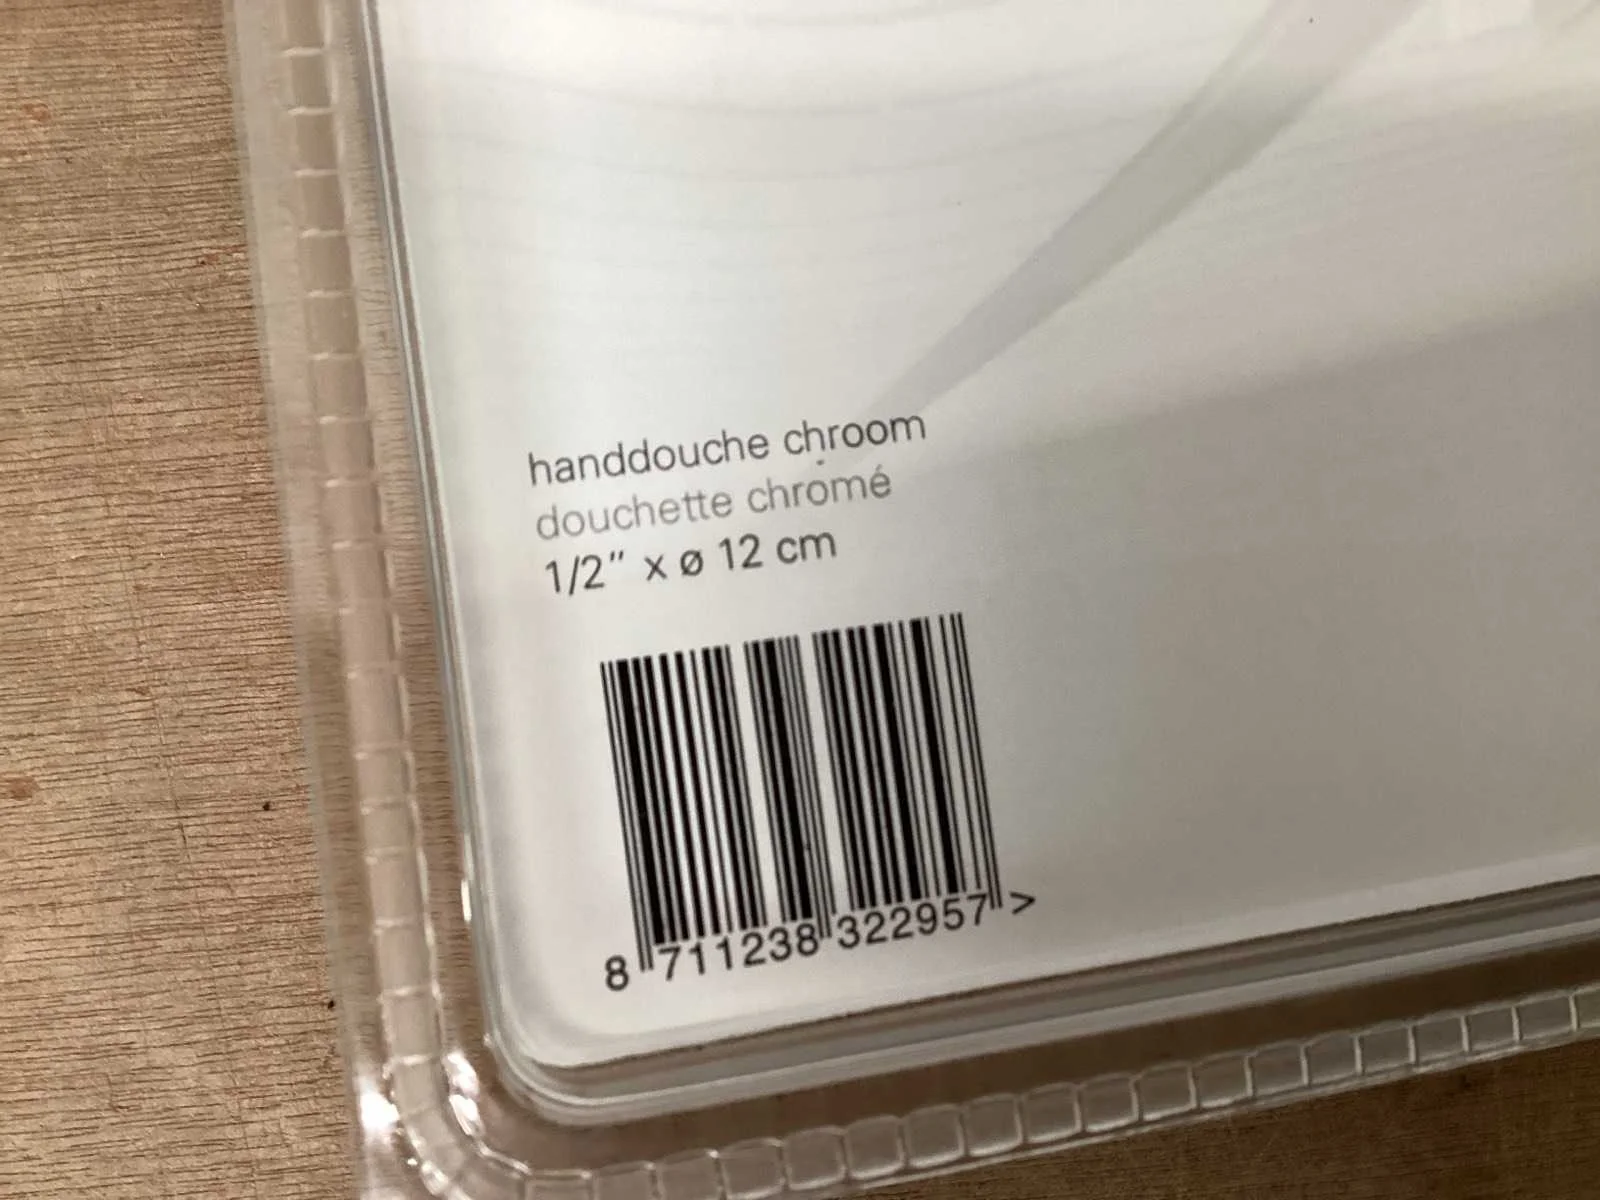 handdouche chroom
douchette chromé
1/2" x ø 12 cm
8 711238 322957 >